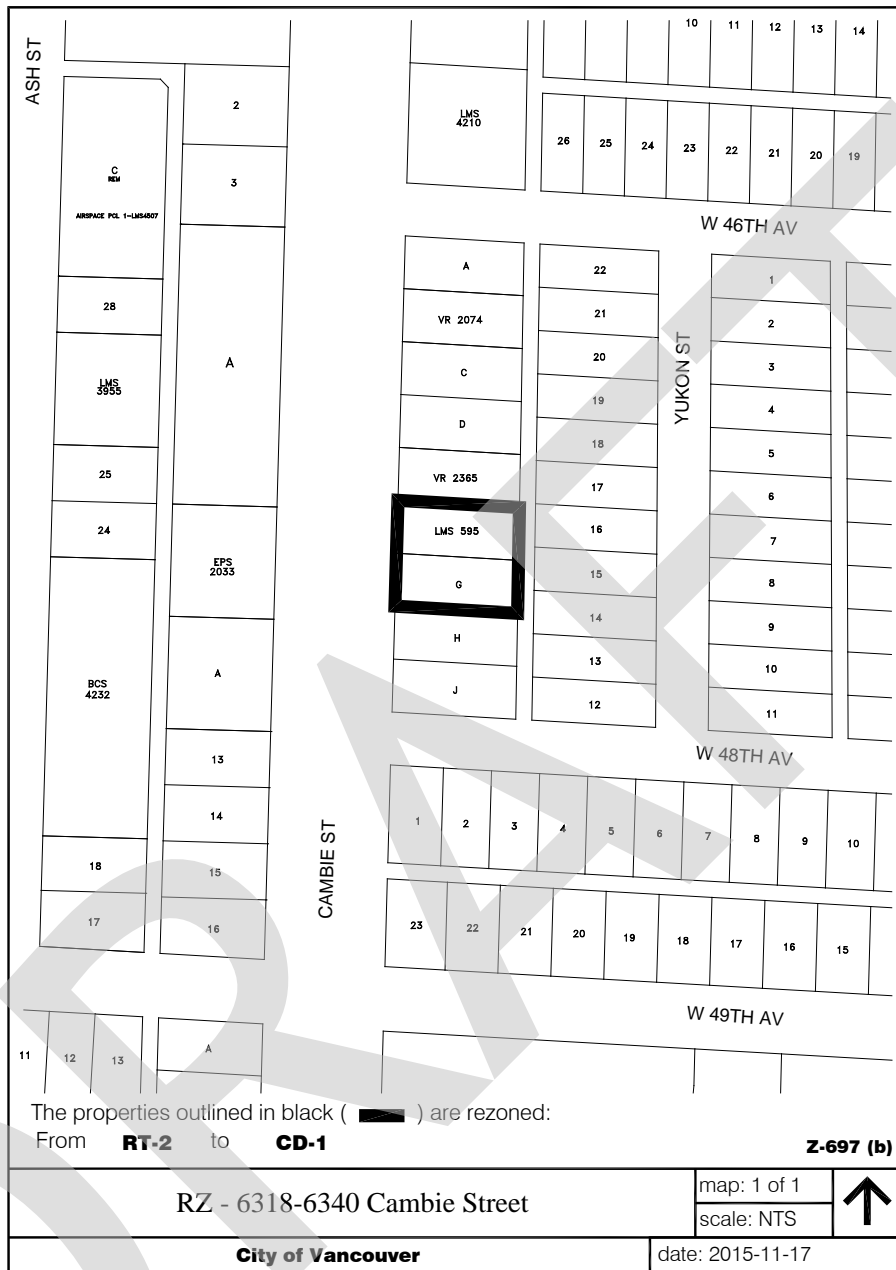 10 11 12 13 14
ASH ST
2
LMS
4210
26 25 24 23 22 21 20 19
C
REM
3
AIRSPACE PCL 1-LMS4507
W 46TH AV
A
22
1
28
VR 2074
21
2
YUKON ST
LMS
3955
A
C
20
3
19
4
D
18
5
25
VR 2365
17
6
24
LMS 595
16
7
EPS
2033
G
15
8
14
9
H
13
10
BCS
4232
A
J
12
11
13
W 48TH AV
14
1 2 3 4 5 6 7 8 9 10
CAMBIE ST
18
15
17
16
23 22 21 20 19 18 17 16 15
W 49TH AV
11 12 13
A
DRAFT
The properties outlined in black ( ) are rezoned:
From RT-2 to CD-1
Z-697 (b)
RZ - 6318-6340 Cambie Street
map: 1 of 1
scale: NTS
City of Vancouver
date: 2015-11-17